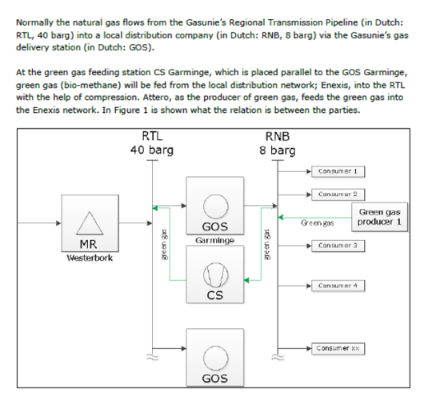 Normally the natural gas flows from the Gasunie's Regional Transmission Pipeline (in Dutch:
RTL, 40 barg) into a local distribution company (in Dutch: RNB, 8 barg) via the Gasunie's gas
delivery station (in Dutch: GOS).
At the green gas feeding station CS Garminge, which is placed parallel to the GOS Garminge,
green gas (bio-methane) will be fed from the local distribution network; Enexis, into the RTL
with the help of compression. Attero, as the producer of green gas, feeds the green gas into
the Enexis network. In Figure 1 is shown what the relation is between the parties.
RTL
40 barg
RNB
8 barg
Consumer 1
Consumer 2
Green gas
producer 1
Green gas
GOS
Garminge
MR
Westerbork
green gas
green gas
Consumer 3
CS
Consumer 4
Consumer xx
GOS